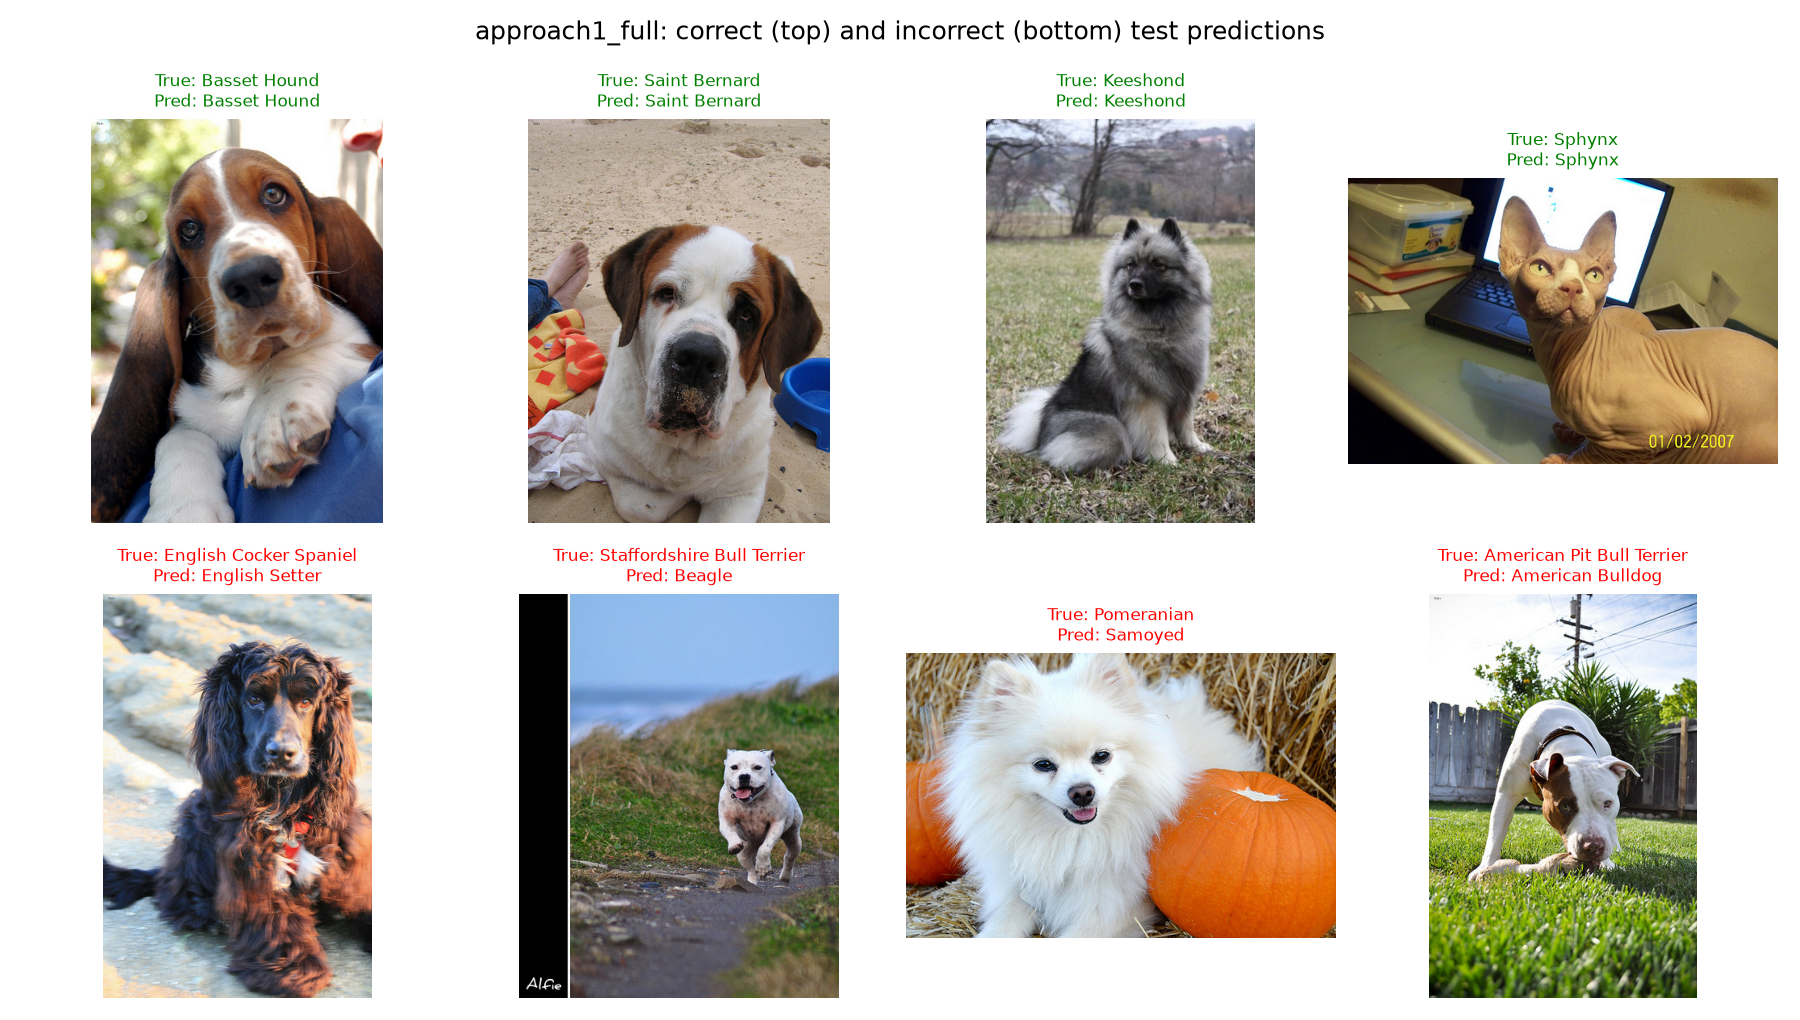 approach1_full: correct (top) and incorrect (bottom) test predictions
True: Basset Hound
Pred: Basset Hound
True: Saint Bernard
Pred: Saint Bernard
True: Keeshond
Pred: Keeshond
True: Sphynx
Pred: Sphynx
01/02/2007
True: English Cocker Spaniel
Pred: English Setter
True: Staffordshire Bull Terrier
Pred: Beagle
Alfie
True: Pomeranian
Pred: Samoyed
True: American Pit Bull Terrier
Pred: American Bulldog